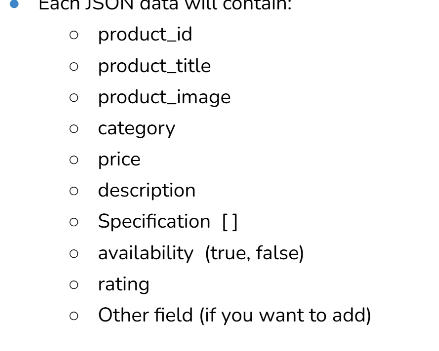 Each JSON data will contain:
product_id
product_title
product_image
category
price
description
Specification [ ]
availability (true, false)
rating
Other field (if you want to add)